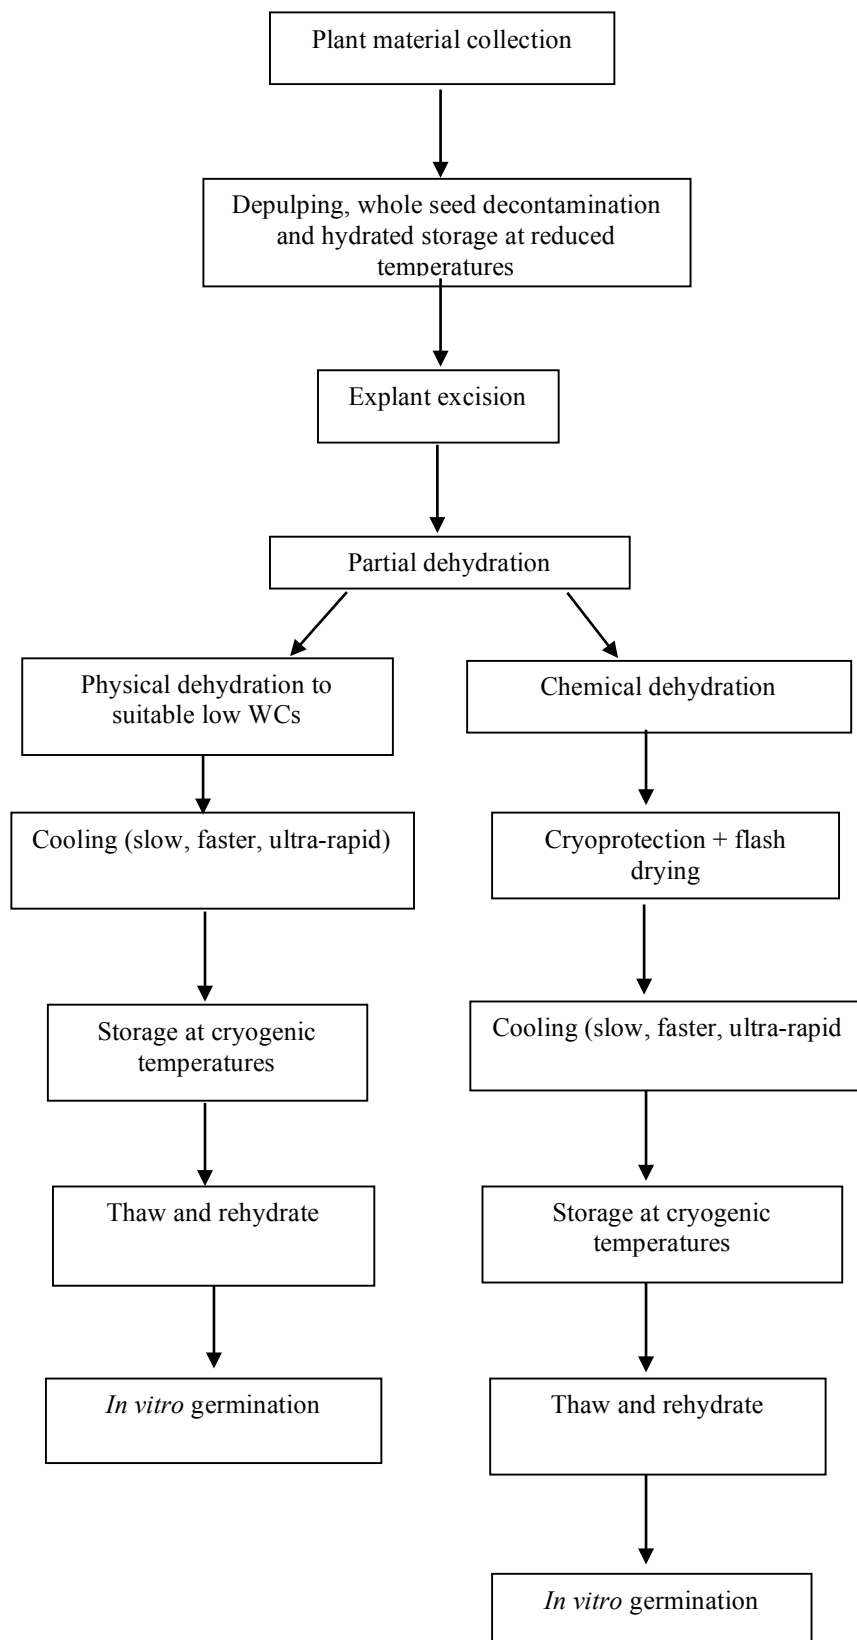 Plant material collection
Depulping, whole seed decontamination
and hydrated storage at reduced
temperatures
Explant excision
Partial dehydration
Physical dehydration to
suitable low WCs
Cooling (slow, faster, ultra-rapid)
Storage at cryogenic
temperatures
Thaw and rehydrate
In vitro germination
Chemical dehydration
Cryoprotection + flash
drying
Cooling (slow, faster, ultra-rapid
Storage at cryogenic
temperatures
Thaw and rehydrate
In vitro germination